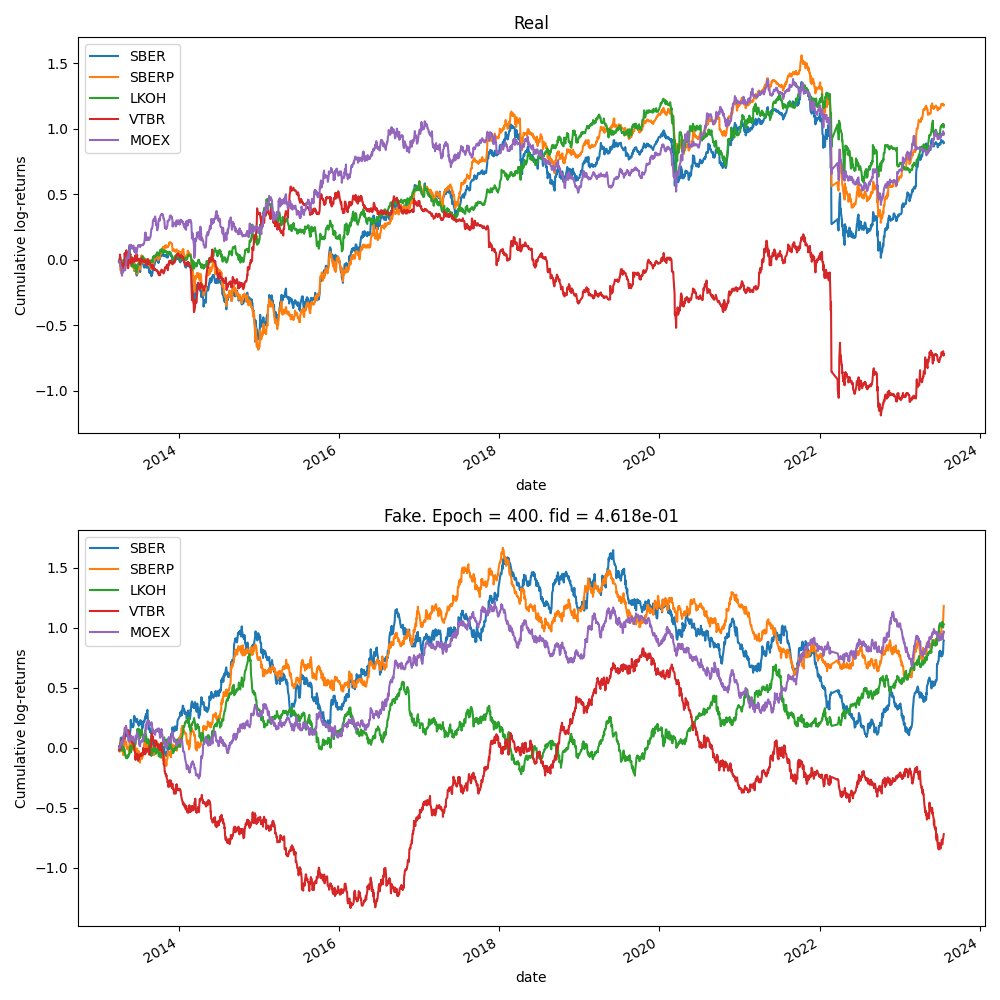 Real
SBER
SBERP
LKOH
VTBR
MOEX
Cumulative log-returns
1.5
1.0
0.5
0.0
−0.5
−1.0
2014
2016
2018
2020
2022
2024
date
Fake. Epoch = 400. fid = 4.618e-01
SBER
SBERP
LKOH
VTBR
MOEX
Cumulative log-returns
1.5
1.0
0.5
0.0
−0.5
−1.0
2014
2016
2018
2020
2022
2024
date